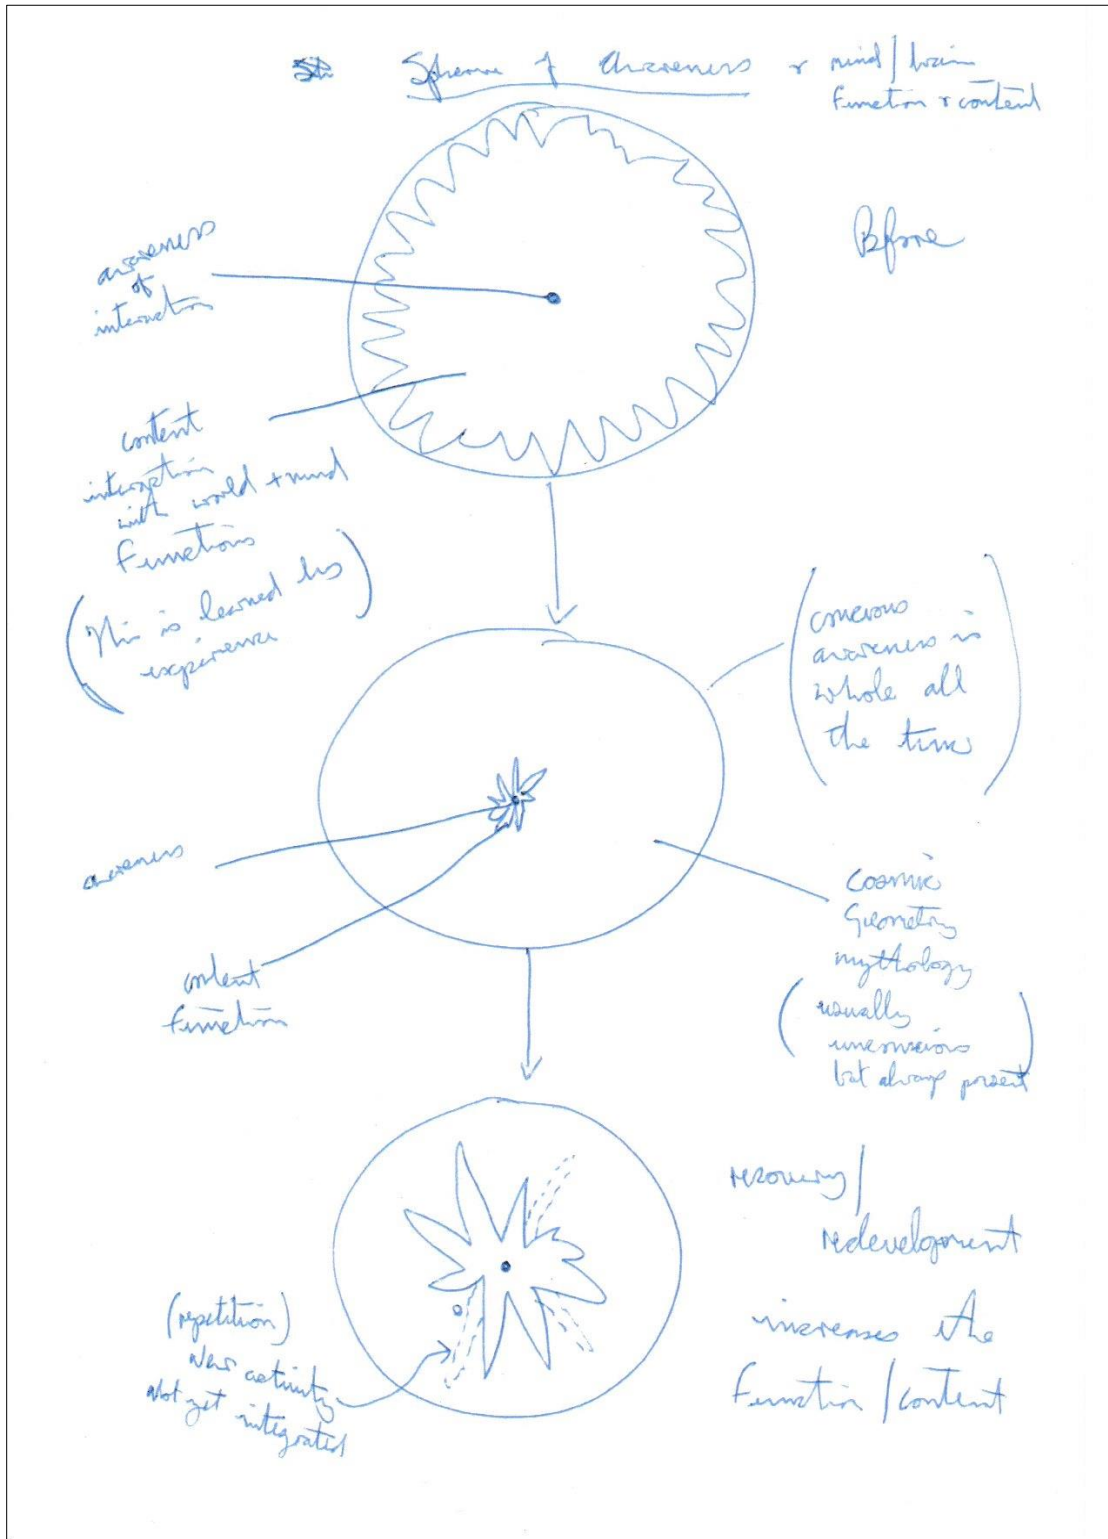 Sphere of Awareness & mind/brain
Function & content
Before
awareness
of
interaction
content
interaction
with world + mind
Functions
(This is learned
experience)
(conscious
awareness is
whole all
the time)
awareness
content
Function
Cosmic
Geometry
mythology
(usually
unconscious
but always present)
recovery/
redevelopment
increases the
Function/content
(repetition)
New activity
Not yet integrated